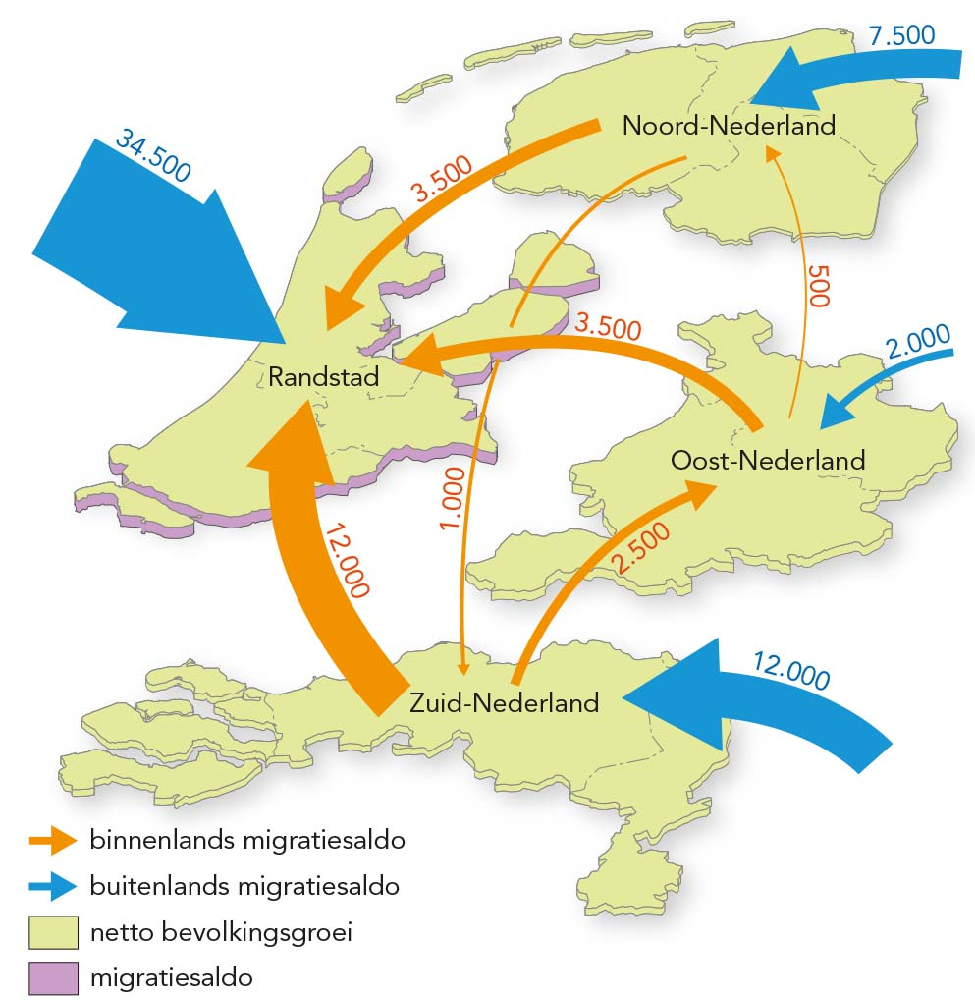 7.500
Noord-Nederland
34.500
3.500
500
3.500
2.000
Randstad
Oost-Nederland
1.000
12.000
2.500
12.000
Zuid-Nederland
binnenlands migratiesaldo
buitenlands migratiesaldo
netto bevolkingsgroei
migratiesaldo